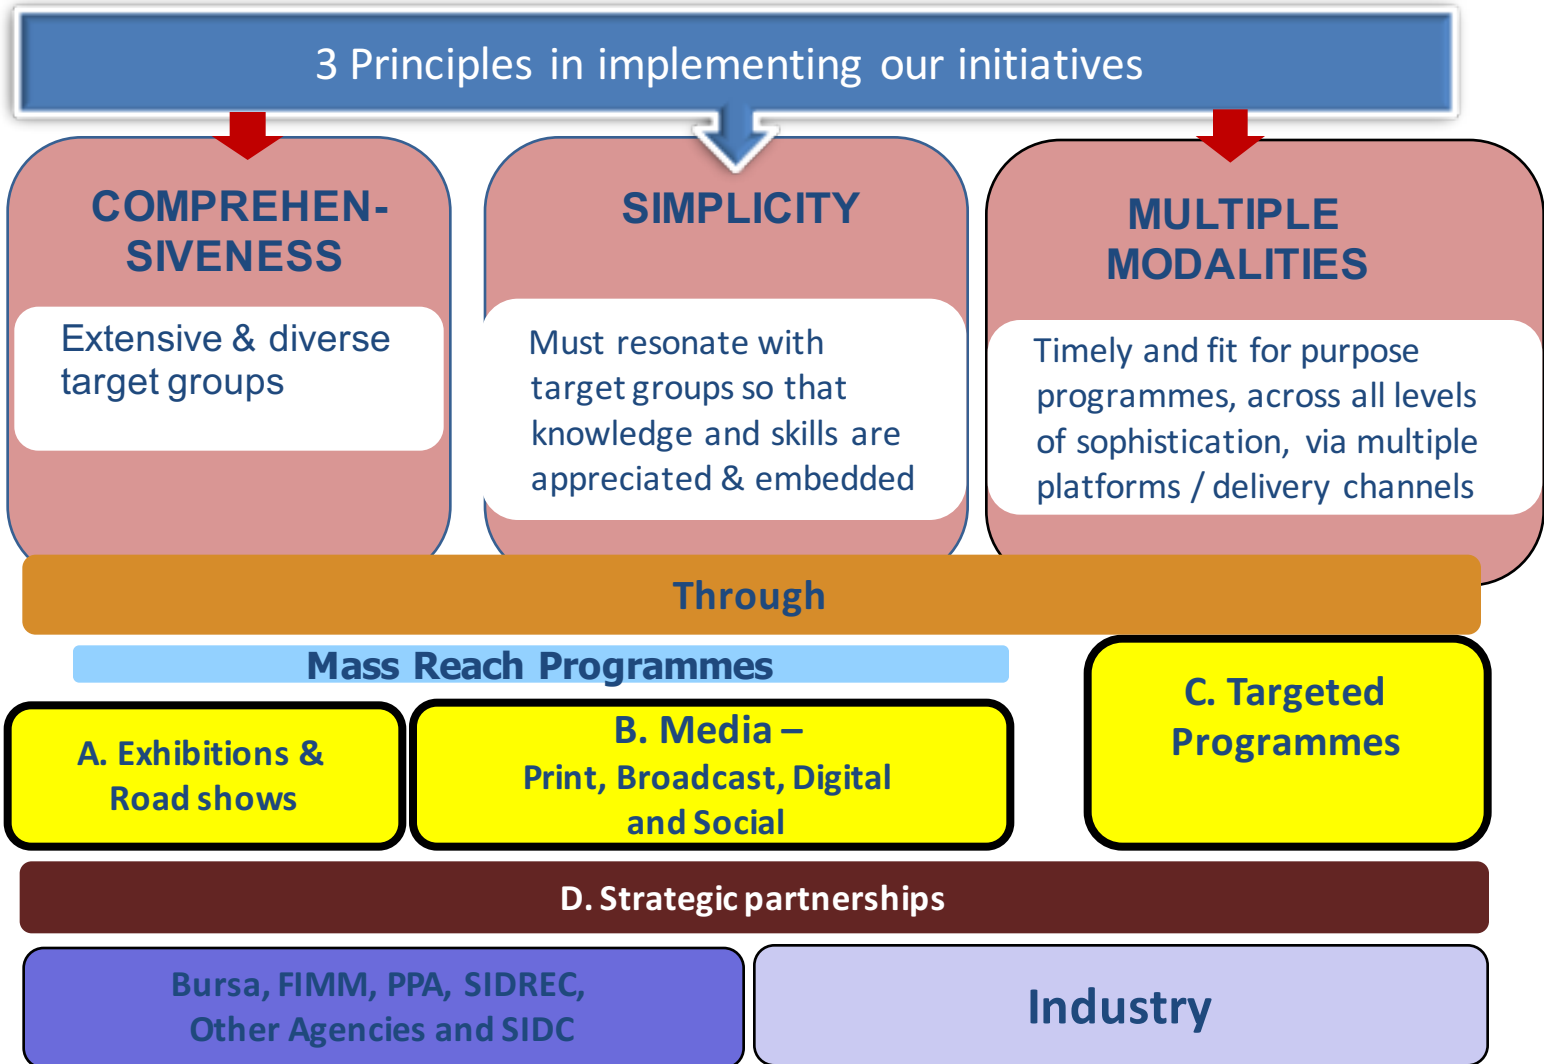 3 Principles in implementing our initiatives
COMPREHEN-
SIVENESS
Extensive & diverse
target groups
SIMPLICITY
Must resonate with
target groups so that
knowledge and skills are
appreciated & embedded
MULTIPLE
MODALITIES
Timely and fit for purpose
programmes, across all levels
of sophistication, via multiple
platforms / delivery channels
Through
Mass Reach Programmes
A. Exhibitions &
Road shows
B. Media –
Print, Broadcast, Digital
and Social
C. Targeted
Programmes
D. Strategic partnerships
Bursa, FIMM, PPA, SIDREC,
Other Agencies and SIDC
Industry